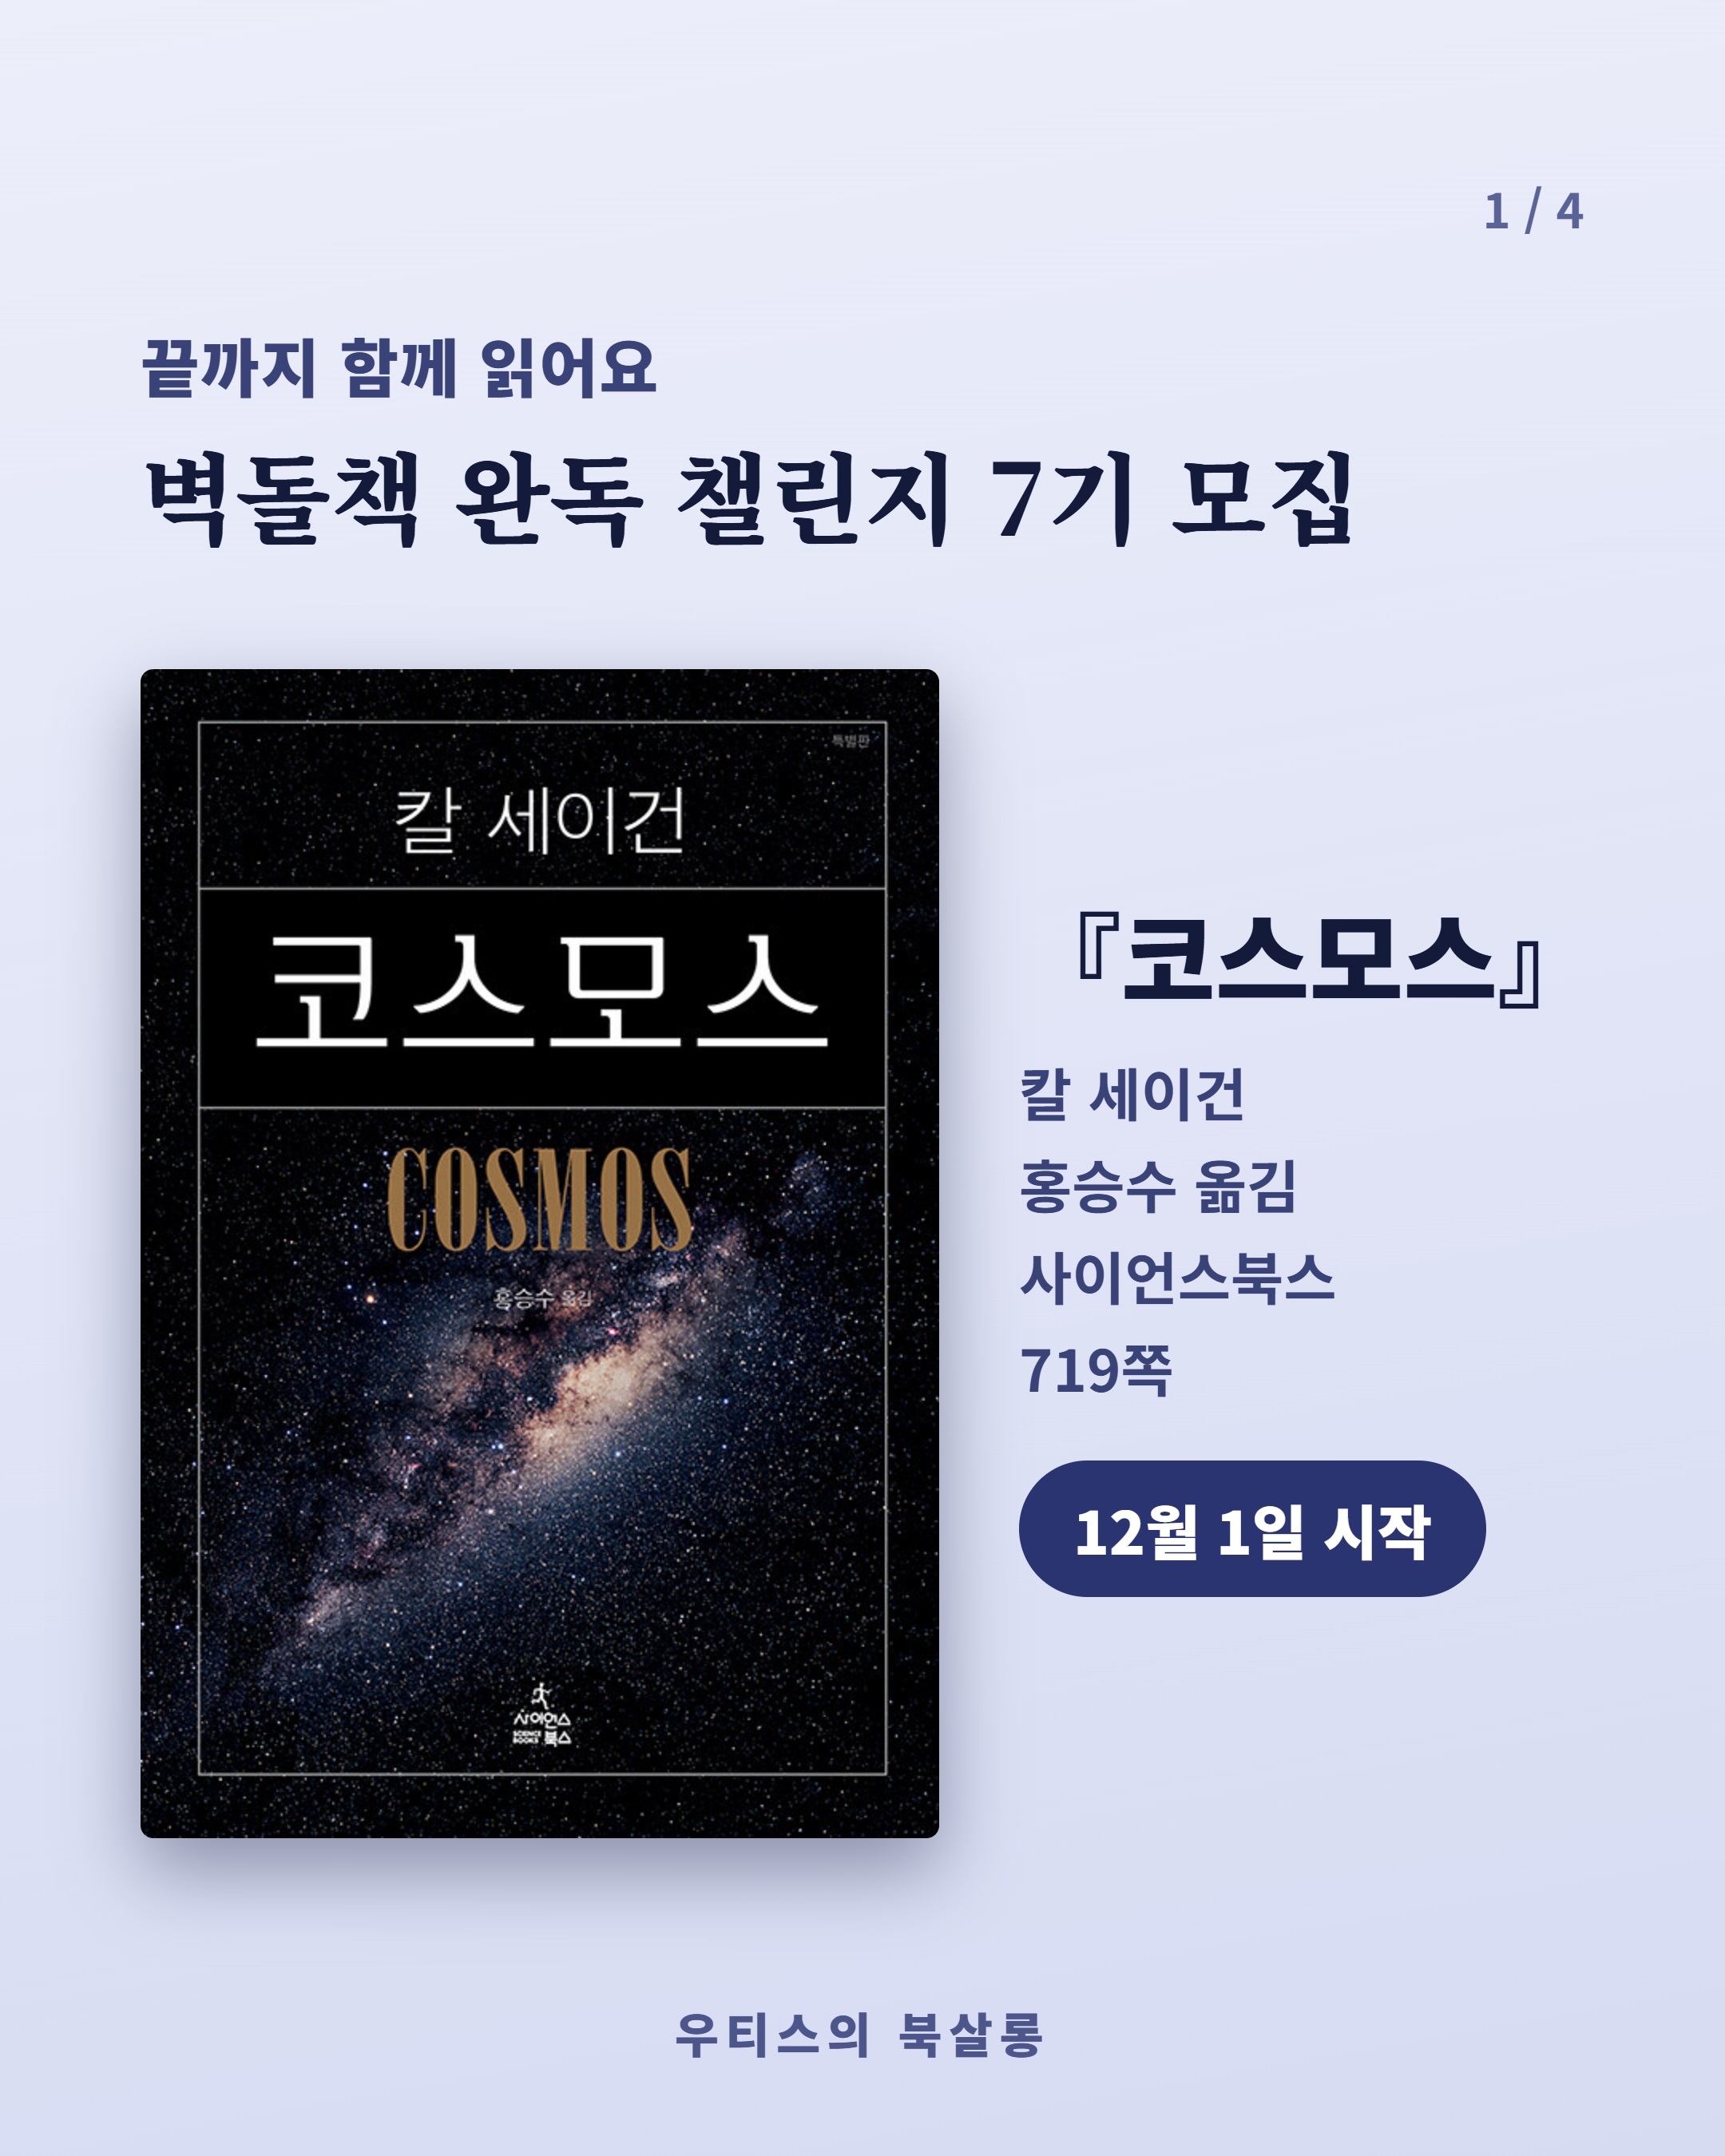 1 / 4
끝까지 함께 읽어요
벽돌책 완독 챌린지 7기 모집
특별판
칼 세이건
코스모스
COSMOS
홍승수 옮김
사이언스
SCIENCE BOOKS 북스
『코스모스』
칼 세이건
홍승수 옮김
사이언스북스
719쪽
12월 1일 시작
우티스의 북살롱